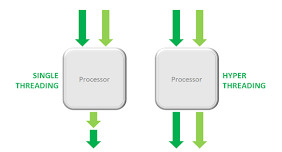 SINGLE
THREADING
Processor
Processor
HYPER
THREADING